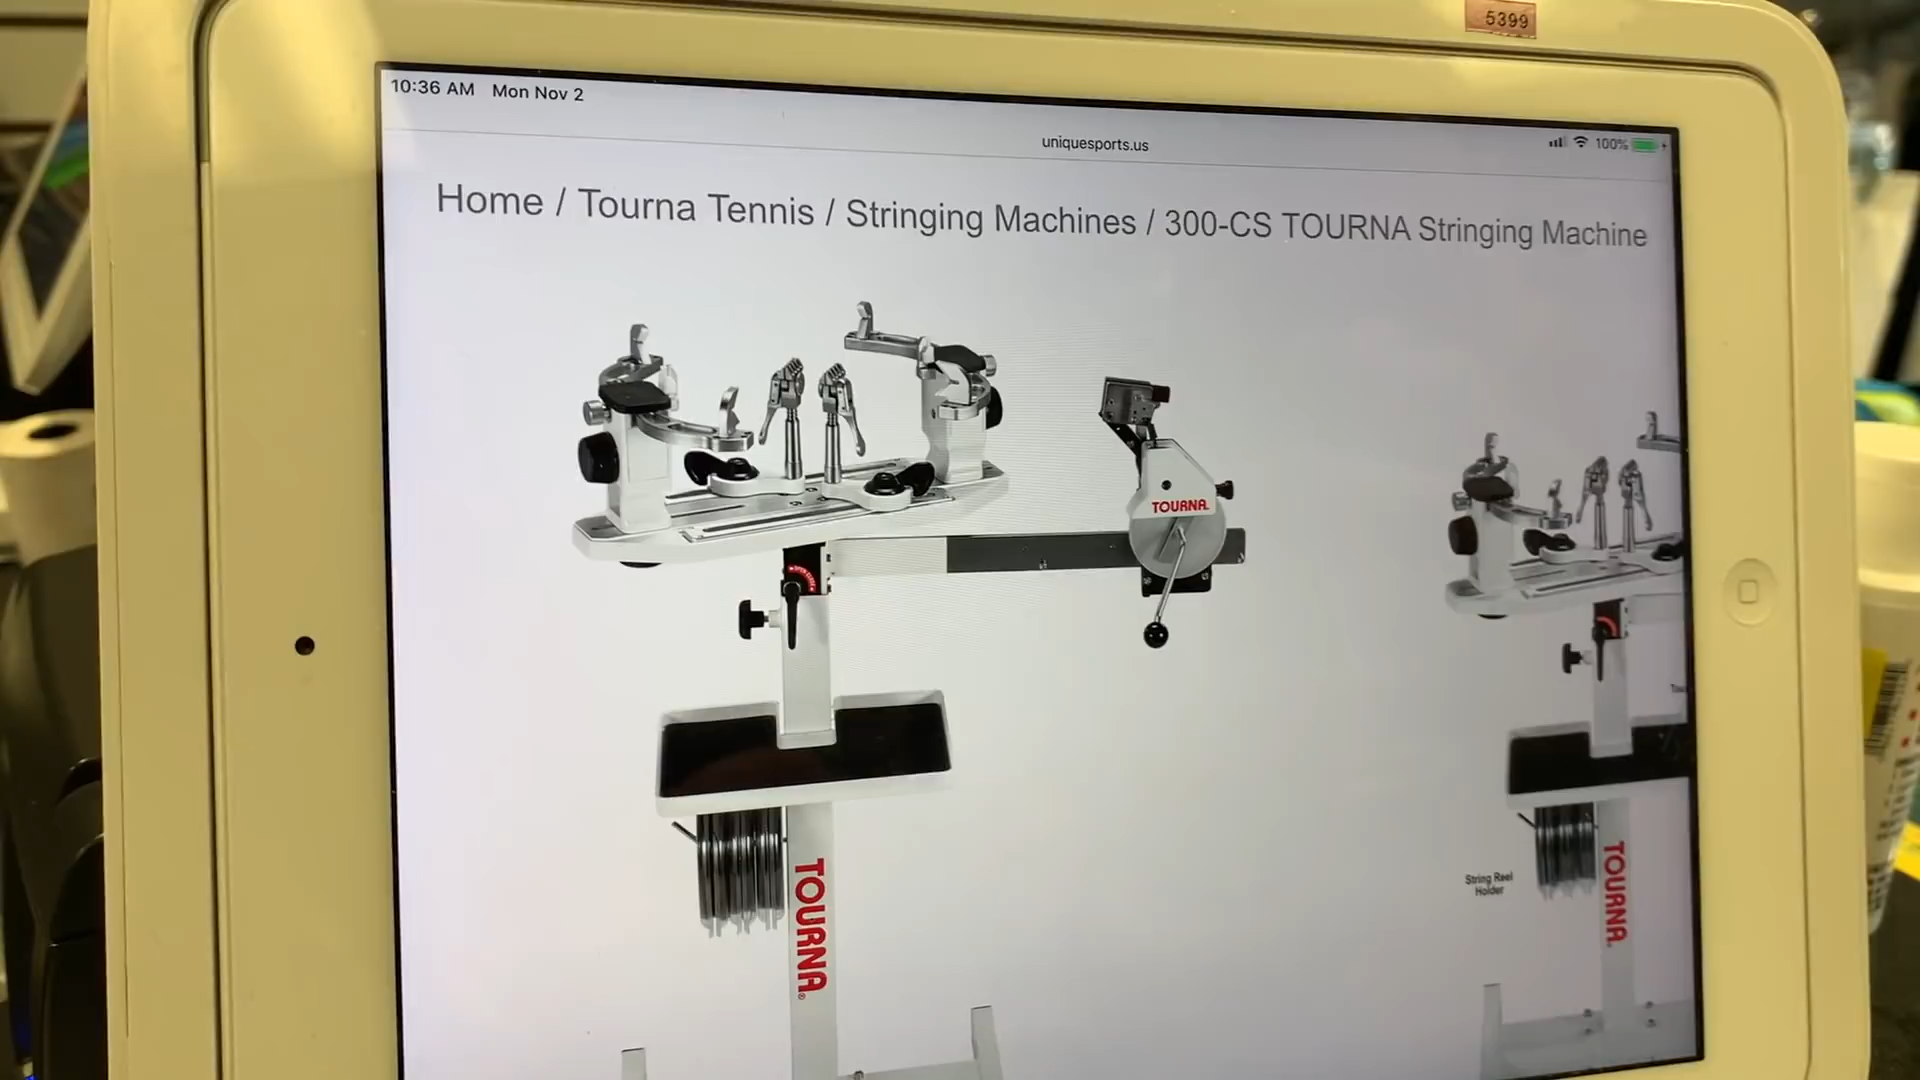 5399
10:36 AM Mon Nov 2
uniquesports.us
100%
Home / Tourna Tennis / Stringing Machines / 300-CS TOURNA Stringing Machine
TOURNA
TOURNA®
String Reel
Holder
TOURNA